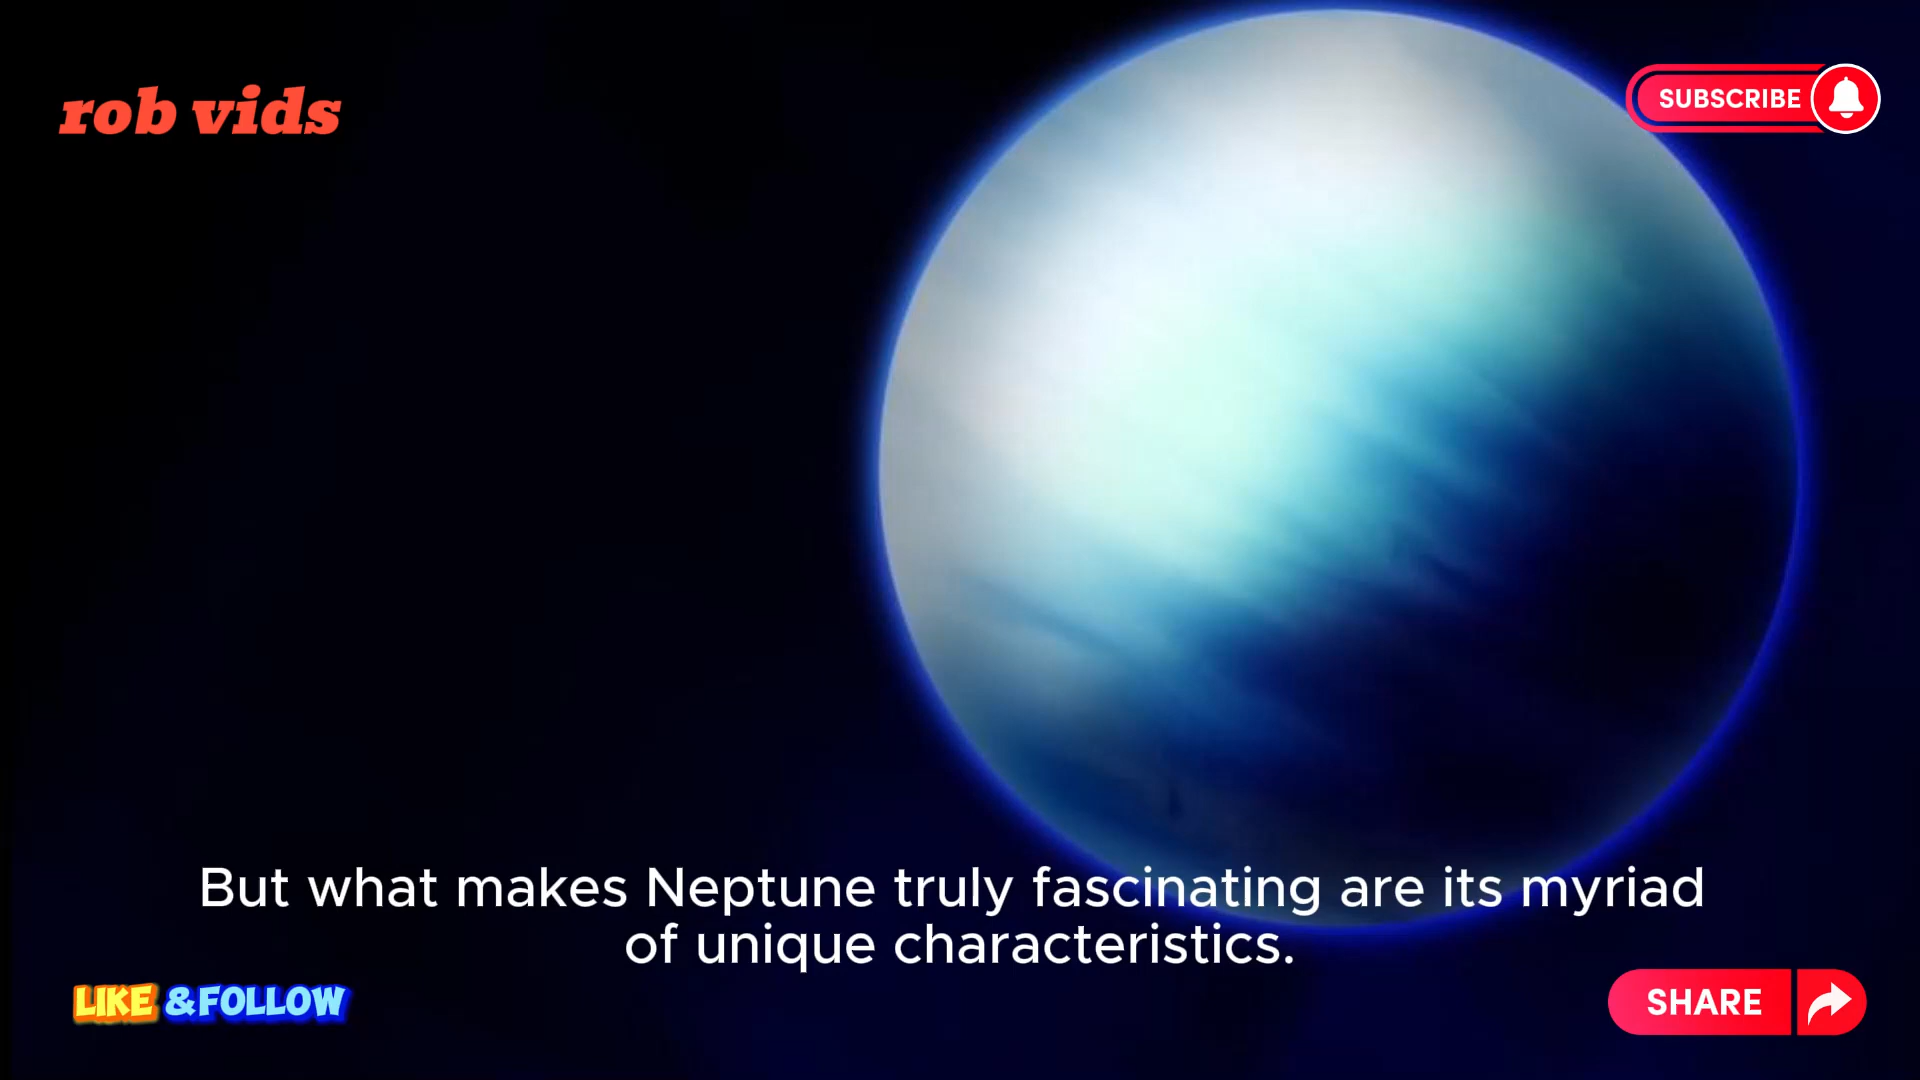 rob vids
SUBSCRIBE
But what makes Neptune truly fascinating are its myriad
of unique characteristics.
LIKE &FOLLOW
SHARE